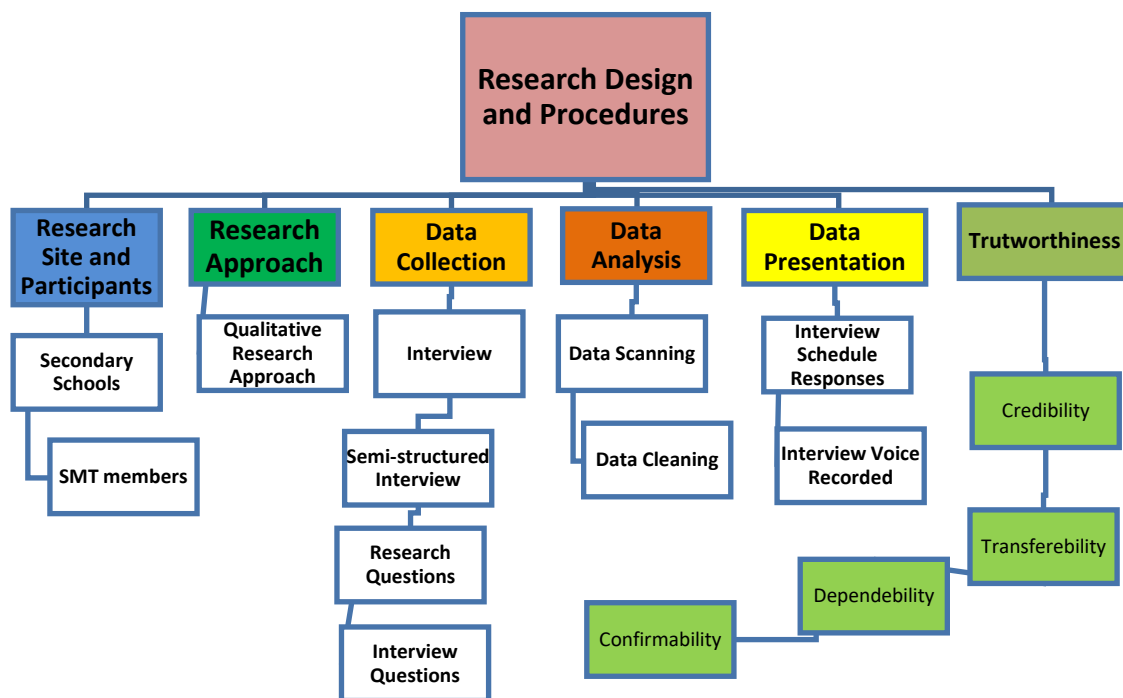 Research Design
and Procedures
Research
Site and
Participants
Research
Approach
Data
Collection
Data
Analysis
Data
Presentation
Trutworthiness
Secondary
Schools
SMT members
Qualitative
Research
Approach
Interview
Semi-structured
Interview
Research
Questions
Interview
Questions
Data Scanning
Data Cleaning
Interview
Schedule
Responses
Interview Voice
Recorded
Credibility
Transferebility
Dependebility
Confirmability